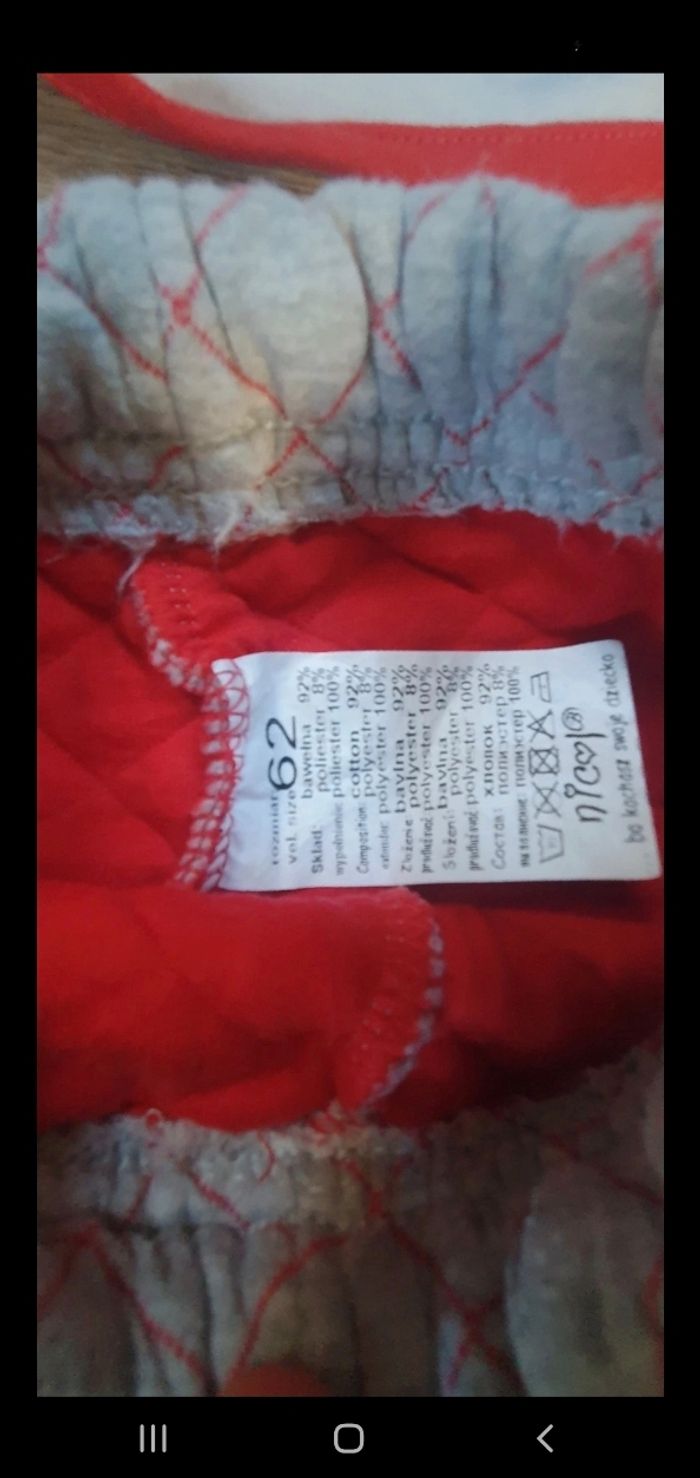 rozmiar
vel. size 62
Skład: bawełna 92%
poliester 8%
wypełnienie: poliester 100%
Composition: cotton 92%
polyester 8%
polyester 100%
Złożenie bavlna 92%
polyester 8%
polyester 100%
Složení: bavlna 92%
polyester 8%
polyester 100%
Состав: хлопок 92%
полиэстер 8%
полиэстер 100%
nicol®
bo kochasz swoje dziecko